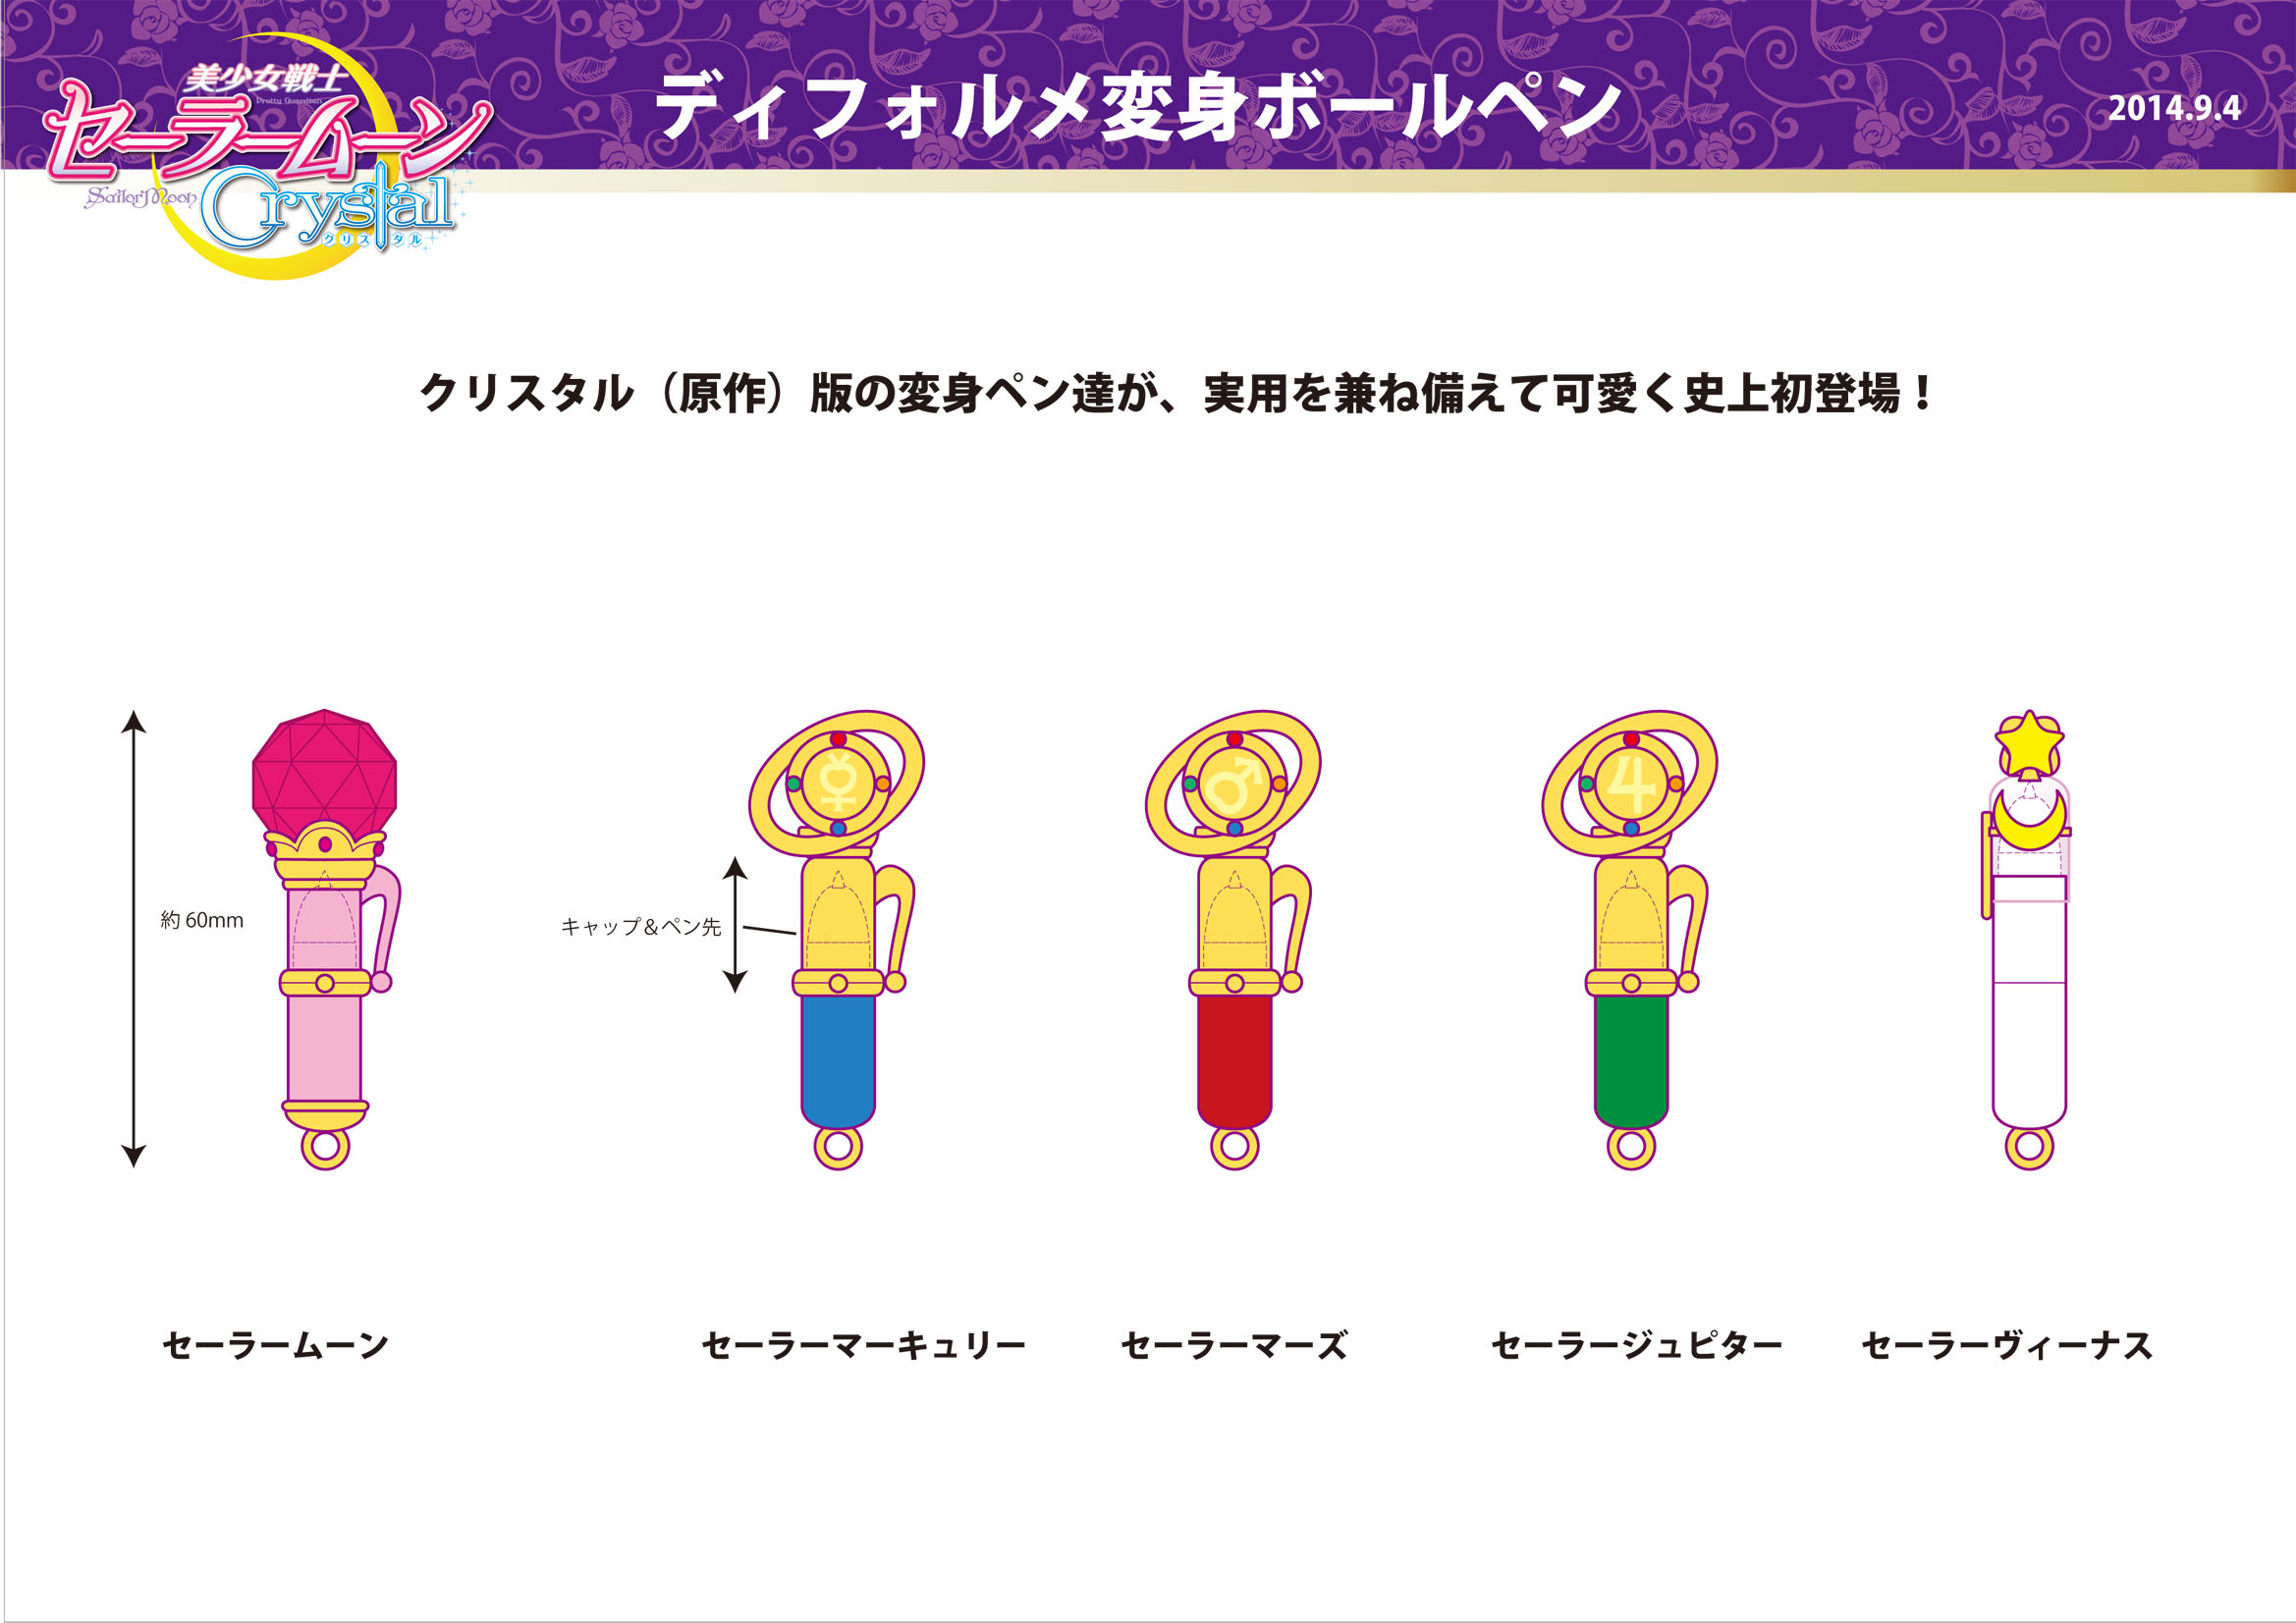 美少女戦士
Pretty Guardian
セーラームーン
Sailor Moon
Crystal
クリスタル
ディフォルメ変身ボールペン
2014.9.4
クリスタル（原作）版の変身ペン達が、実用を兼ね備えて可愛く史上初登場！
約 60mm
キャップ＆ペン先
セーラームーン
セーラーマーキュリー
セーラーマーズ
セーラージュピター
セーラーヴィーナス